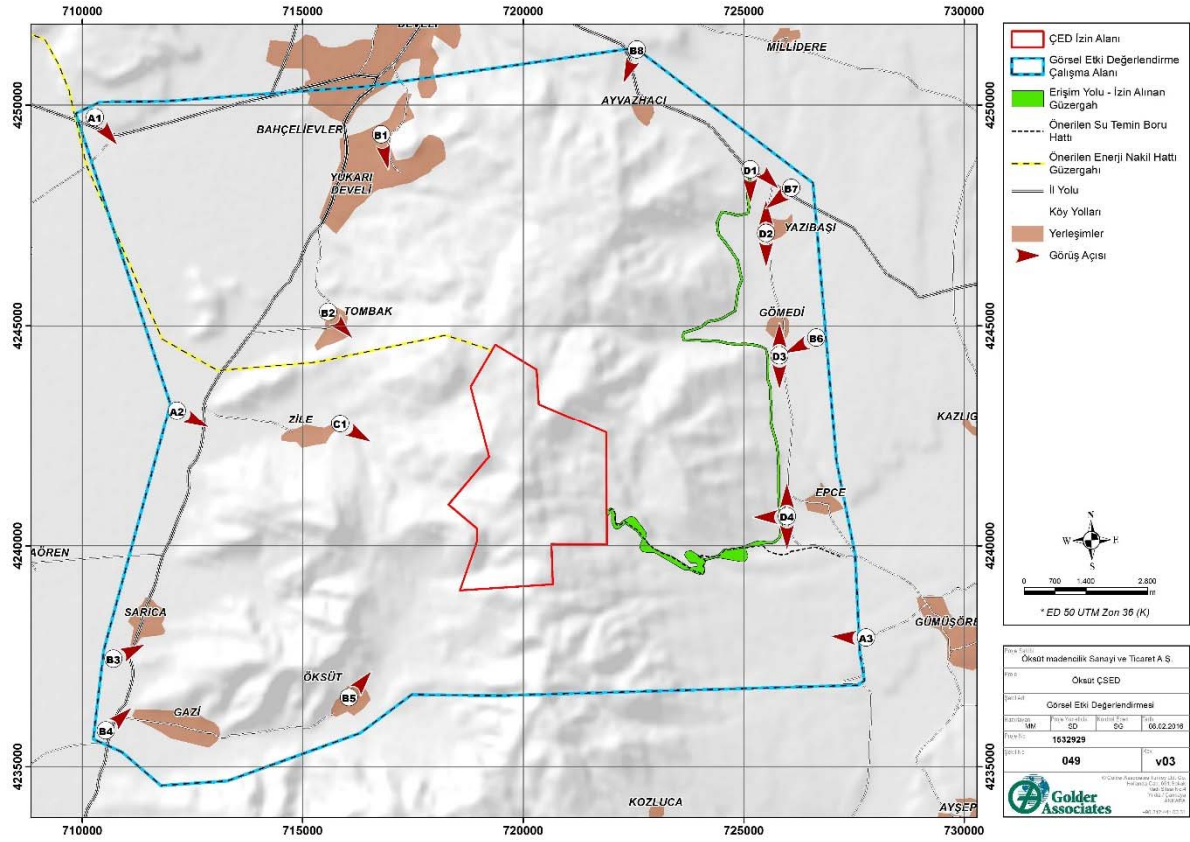 710000 715000 720000 725000 730000
4250000
4245000
4240000
4235000
DEVELİ
MİLLİDERE
B8
AYVAZHACI
A1
BAHÇELİEVLER
B1
YUKARI
DEVELİ
D1
B7
D2
YAZIBAŞI
B2
TOMBAK
GÖMEDİ
B6
D3
A2
ZİLE
C1
KAZLIG
EPCE
D4
AÖREN
SARICA
B3
A3
GÜMÜŞÖRE
ÖKSÜT
B5
GAZİ
B4
KOZLUCA
AYŞEP
4250000
4245000
4240000
4235000
710000 715000 720000 725000 730000
ÇED İzin Alanı
Görsel Etki Değerlendirme
Çalışma Alanı
Erişim Yolu - İzin Alınan
Güzergah
Önerilen Su Temin Boru
Hattı
Önerilen Enerji Nakil Hattı
Güzergahı
İl Yolu
Köy Yolları
Yerleşimler
Görüş Açısı
N
W E
S
0 700 1.400 2.800
m
* ED 50 UTM Zon 36 (K)
Öksüt madencilik Sanayi ve Ticaret A.Ş.
Öksüt ÇSED
Görsel Etki Değerlendirmesi
MM SD SG 08.02.2016
1532929
049 v03
Golder
Associates